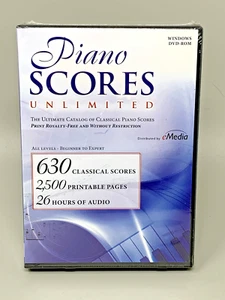 WINDOWS
DVD-ROM
Piano
SCORES
UNLIMITED
THE ULTIMATE CATALOG OF CLASSICAL PIANO SCORES
PRINT ROYALTY-FREE AND WITHOUT RESTRICTION
Distributed by eMedia
ALL LEVELS - BEGINNER TO EXPERT
630 CLASSICAL SCORES
2,500 PRINTABLE PAGES
26 HOURS OF AUDIO